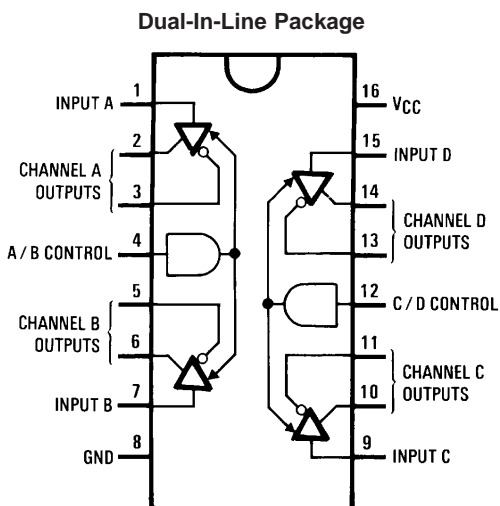 Dual-In-Line Package
1
INPUT A
2
CHANNEL A
OUTPUTS
3
4
A / B CONTROL
5
CHANNEL B
OUTPUTS
6
7
INPUT B
8
GND
16
VCC
15
INPUT D
14
CHANNEL D
OUTPUTS
13
12
C / D CONTROL
11
CHANNEL C
OUTPUTS
10
9
INPUT C